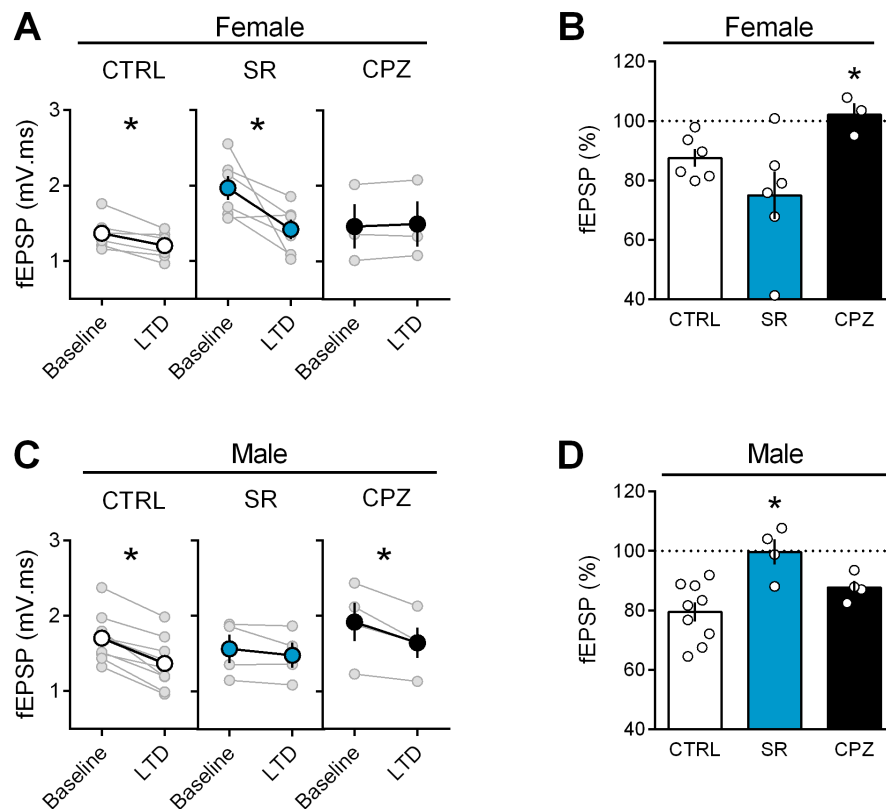 A
Female
CTRL SR CPZ
fEPSP (mV.ms)
3
2
1
* *
Baseline LTD Baseline LTD Baseline LTD
B
Female
fEPSP (%)
120
100
80
60
40
*
CTRL SR CPZ
C
Male
CTRL SR CPZ
fEPSP (mV.ms)
3
2
1
* *
Baseline LTD Baseline LTD Baseline LTD
D
Male
fEPSP (%)
120
100
80
60
40
*
CTRL SR CPZ